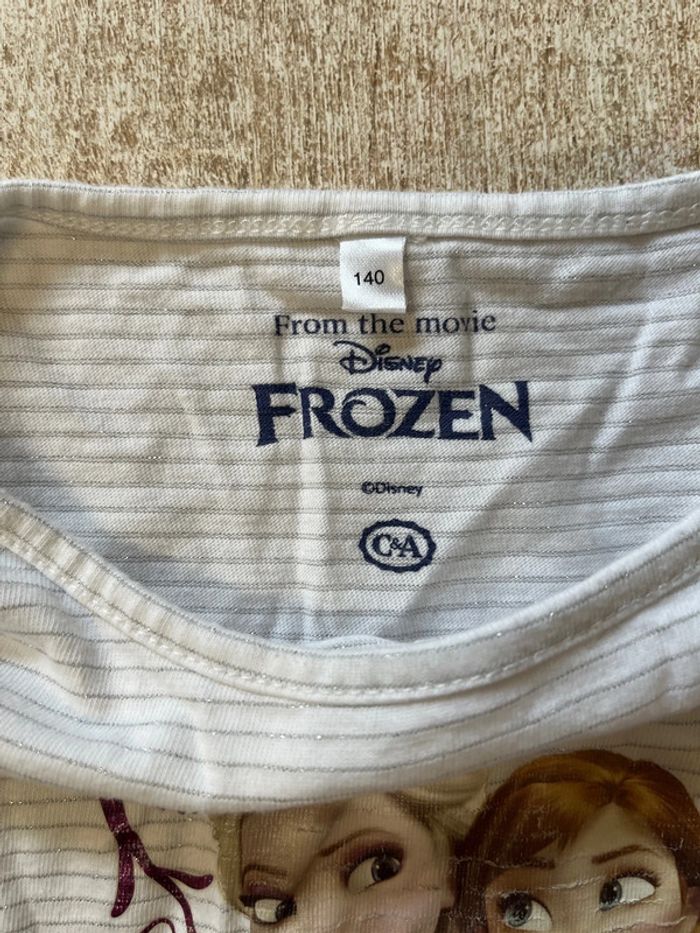 140
From the movie
Disney
FROZEN
©Disney
C&A